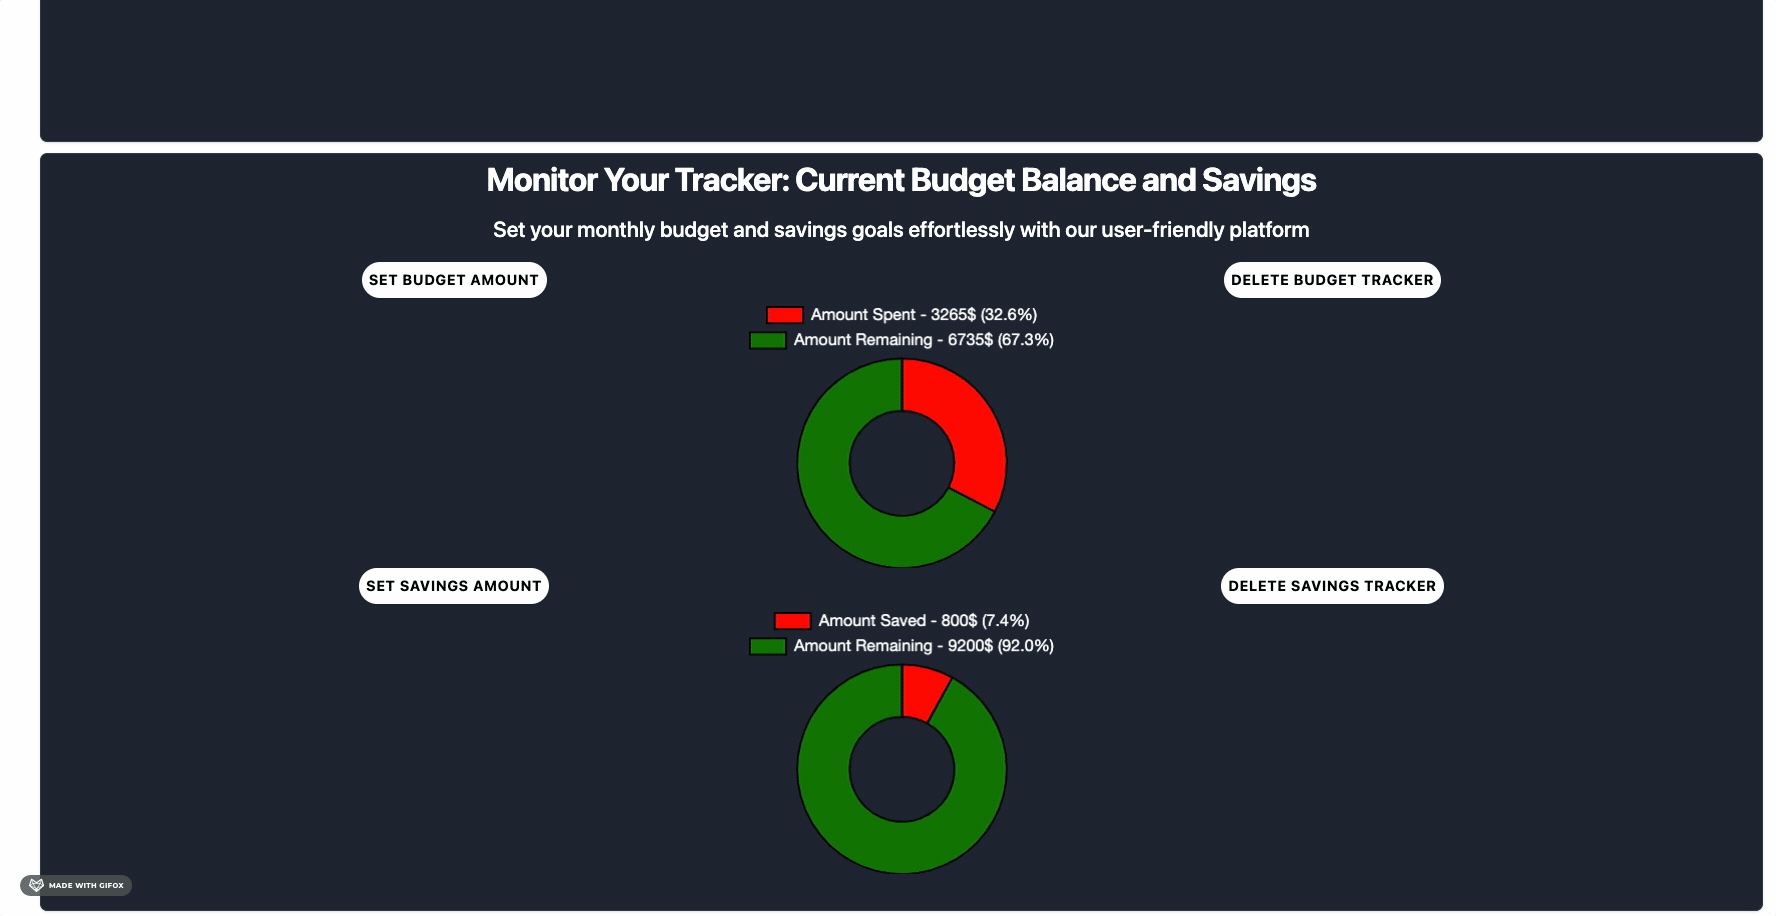 Monitor Your Tracker: Current Budget Balance and Savings
Set your monthly budget and savings goals effortlessly with our user-friendly platform
SET BUDGET AMOUNT
DELETE BUDGET TRACKER
Amount Spent - 3265$ (32.6%)
Amount Remaining - 6735$ (67.3%)
SET SAVINGS AMOUNT
DELETE SAVINGS TRACKER
Amount Saved - 800$ (7.4%)
Amount Remaining - 9200$ (92.0%)
MADE WITH GIFOX